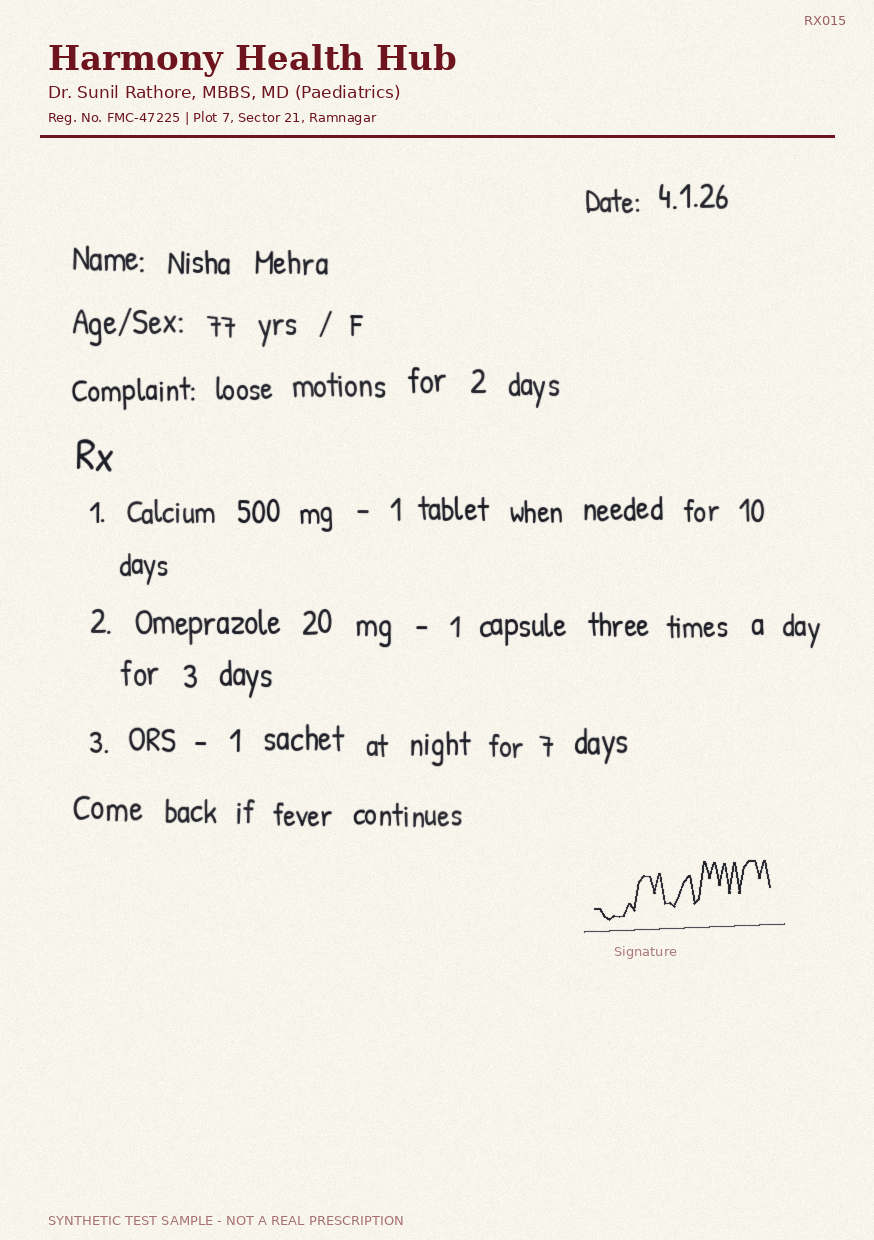 RX015
Harmony Health Hub
Dr. Sunil Rathore, MBBS, MD (Paediatrics)
Reg. No. FMC-47225 | Plot 7, Sector 21, Ramnagar
Date: 4.1.26
Name: Nisha Mehra
Age/Sex: 77 yrs / F
Complaint: loose motions for 2 days
Rx
1. Calcium 500 mg - 1 tablet when needed for 10
days
2. Omeprazole 20 mg - 1 capsule three times a day
for 3 days
3. ORS - 1 sachet at night for 7 days
Come back if fever continues
Signature
SYNTHETIC TEST SAMPLE - NOT A REAL PRESCRIPTION